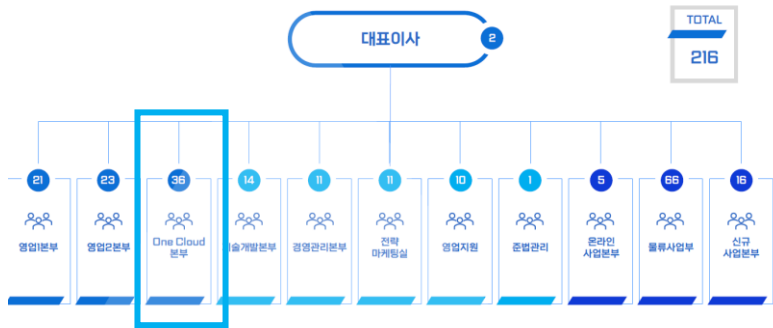 대표이사
2
TOTAL
216
21
23
36
14
11
11
10
1
5
66
16
영업1본부
영업2본부
One Cloud
본부
술개발본부
경영관리본부
전략
마케팅실
영업지원
준법관리
온라인
사업본부
물류사업부
신규
사업본부